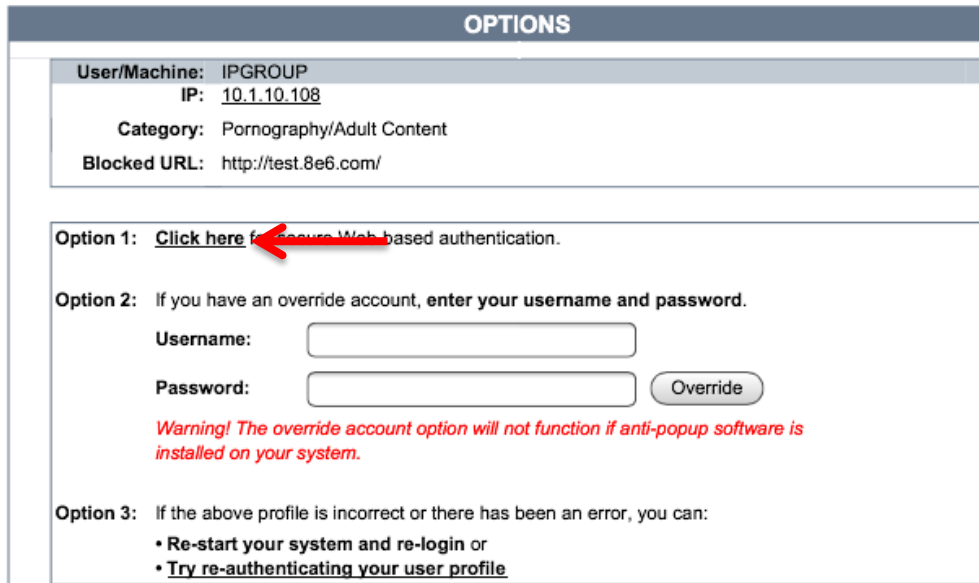 OPTIONS
User/Machine: IPGROUP
IP: 10.1.10.108
Category: Pornography/Adult Content
Blocked URL: http://test.8e6.com/
Option 1: Click here for secure Web-based authentication.
Option 2: If you have an override account, enter your username and password.
Username:
Password: Override
Warning! The override account option will not function if anti-popup software is
installed on your system.
Option 3: If the above profile is incorrect or there has been an error, you can:
• Re-start your system and re-login or
• Try re-authenticating your user profile